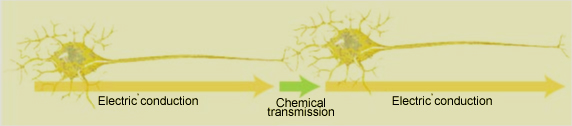 Electric conduction
Chemical
transmission
Electric conduction